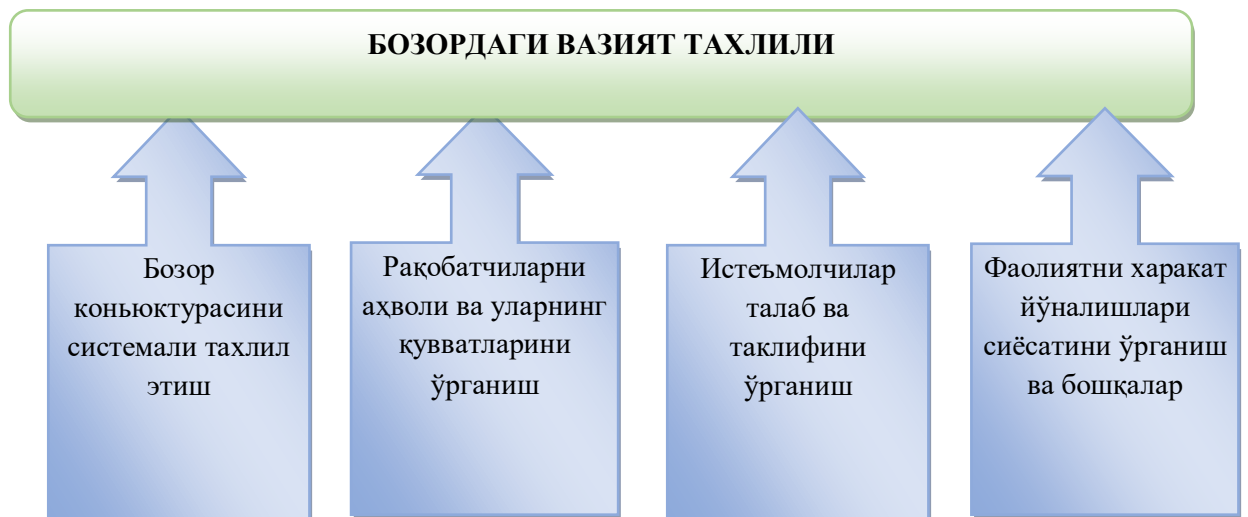 БОЗОРДАГИ ВАЗИЯТ ТАХЛИЛИ
Бозор
коньюктурасини
системали тахлил
этиш
Рақобатчиларни
аҳволи ва уларнинг
қувватларини
ўрганиш
Истеъмолчилар
талаб ва
таклифини
ўрганиш
Фаолиятни харакат
йўналишлари
сиёсатини ўрганиш
ва бошқалар